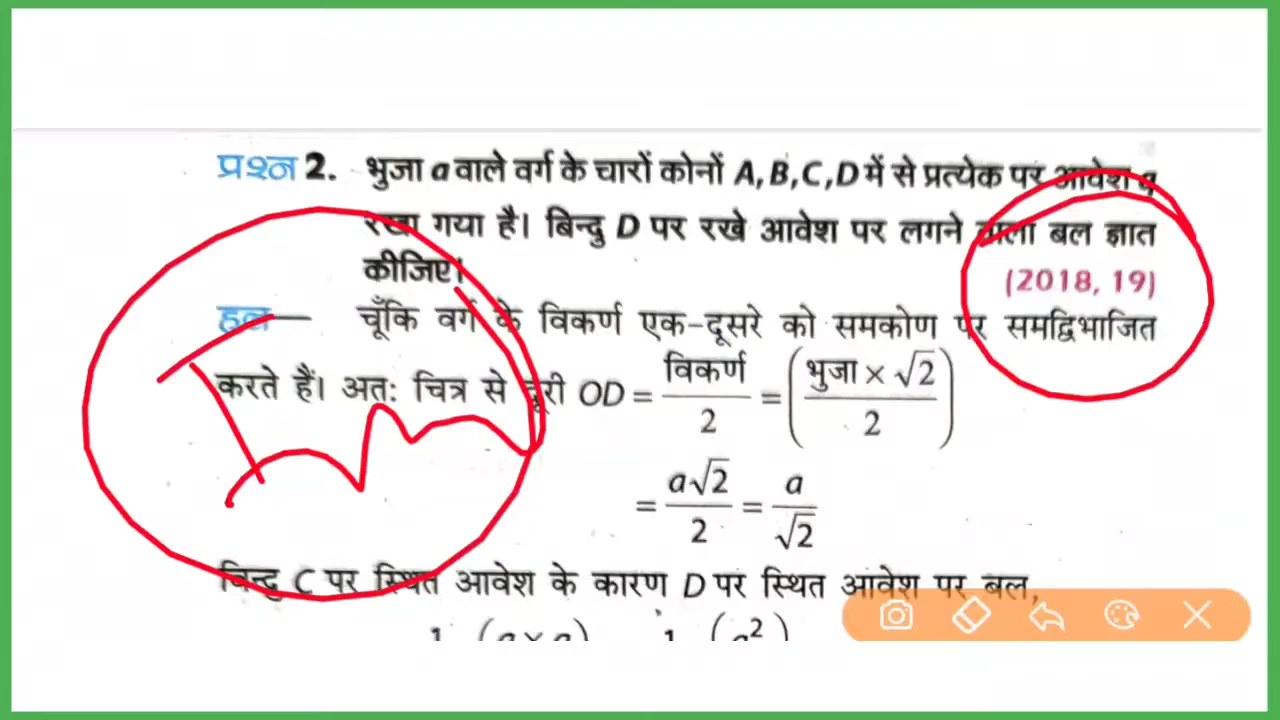 प्रश्न 2. भुजा a वाले वर्ग के चारों कोनों A, B, C, D में से प्रत्येक पर आवेश q
रखा गया है। बिन्दु D पर रखे आवेश पर लगने वाला बल ज्ञात
कीजिए।
(2018, 19)
हल— चूँकि वर्ग के विकर्ण एक-दूसरे को समकोण पर समद्विभाजित
करते हैं। अतः चित्र से दूरी OD = विकर्ण/2 = (भुजा × √2/2)
= a√2/2 = a/√2
बिन्दु C पर स्थित आवेश के कारण D पर स्थित आवेश पर बल,